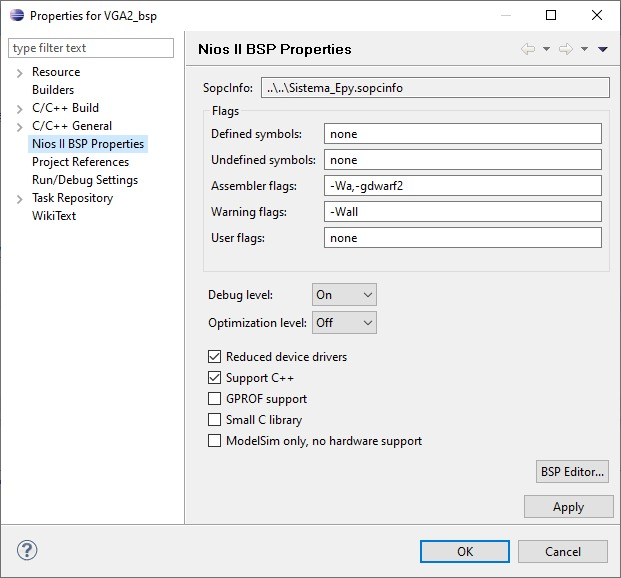 Properties for VGA2_bsp
type filter text
Resource
Builders
C/C++ Build
C/C++ General
Nios II BSP Properties
Project References
Run/Debug Settings
Task Repository
WikiText
Nios II BSP Properties
SopcInfo: ..\..\Sistema_Epy.sopcinfo
Flags
Defined symbols: none
Undefined symbols: none
Assembler flags: -Wa,-gdwarf2
Warning flags: -Wall
User flags: none
Debug level: On
Optimization level: Off
Reduced device drivers
Support C++
GPROF support
Small C library
ModelSim only, no hardware support
BSP Editor...
Apply
?
OK Cancel